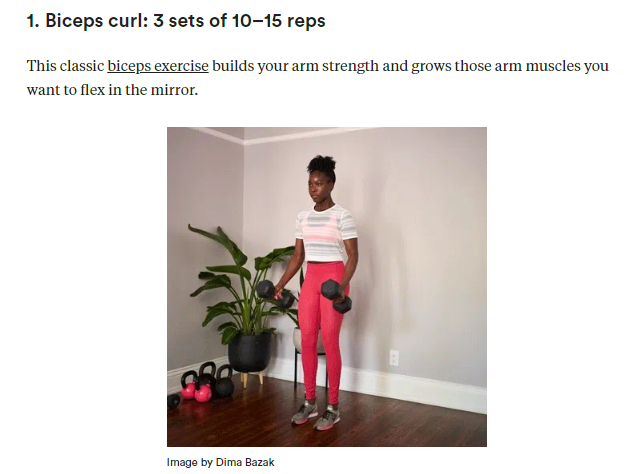 1. Biceps curl: 3 sets of 10–15 reps
This classic biceps exercise builds your arm strength and grows those arm muscles you
want to flex in the mirror.
Image by Dima Bazak